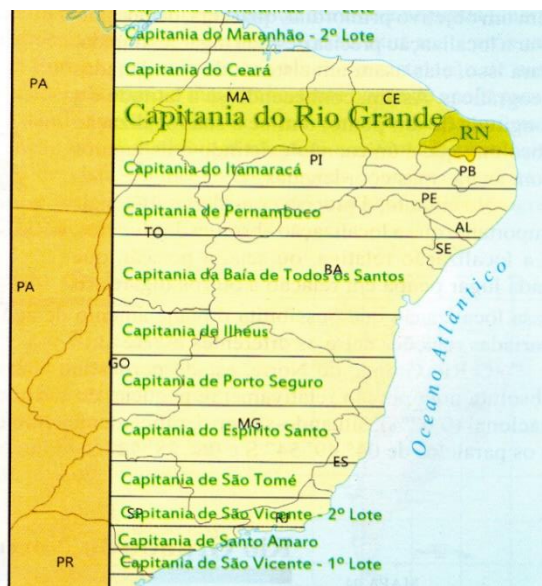 Lote
Capitania do Maranhão - 2º Lote
Capitania do Ceará
PA
MA
CE
Capitania do Rio Grande
RN
PI
Capitania do Itamaracá
PB
PE
Capitania de Pernambuco
AL
TO
SE
BA
Capitania da Baía de Todos os Santos
PA
Oceano Atlântico
Capitania de Ilhéus
GO
Capitania de Porto Seguro
MG
Capitania do Espírito Santo
ES
Capitania de São Tomé
SP
Capitania de São Vicente - 2º Lote
RJ
Capitania de Santo Amaro
PR
Capitania de São Vicente - 1º Lote